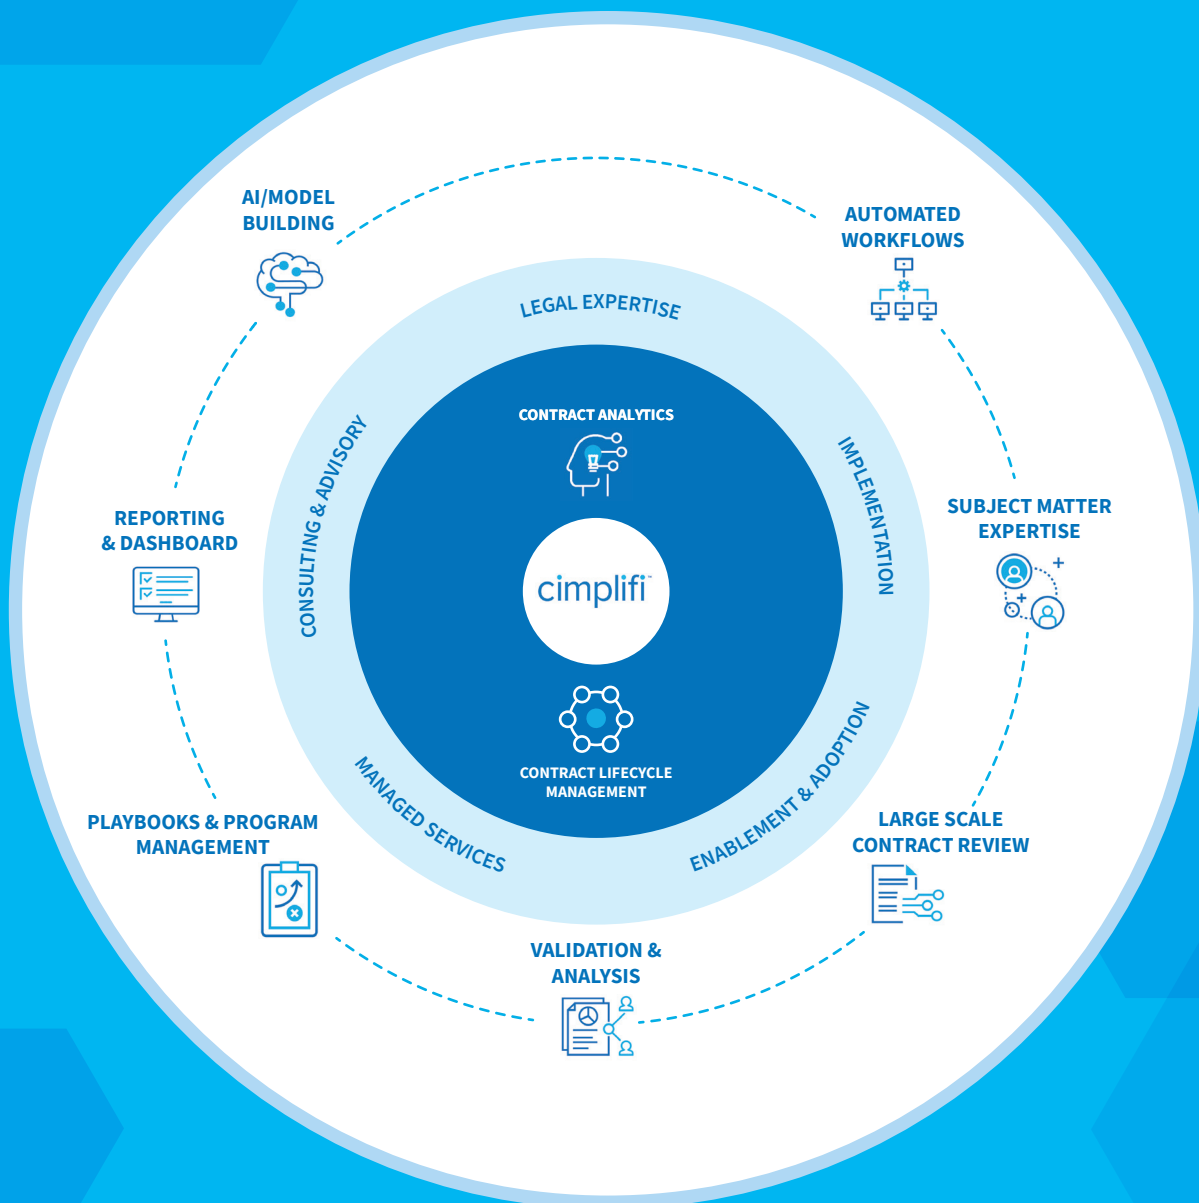 AI/MODEL
BUILDING
AUTOMATED
WORKFLOWS
LEGAL EXPERTISE
CONTRACT ANALYTICS
CONSULTING & ADVISORY
IMPLEMENTATION
REPORTING
& DASHBOARD
SUBJECT MATTER
EXPERTISE
cimplifi™
CONTRACT LIFECYCLE
MANAGEMENT
MANAGED SERVICES
ENABLEMENT & ADOPTION
PLAYBOOKS & PROGRAM
MANAGEMENT
LARGE SCALE
CONTRACT REVIEW
VALIDATION &
ANALYSIS